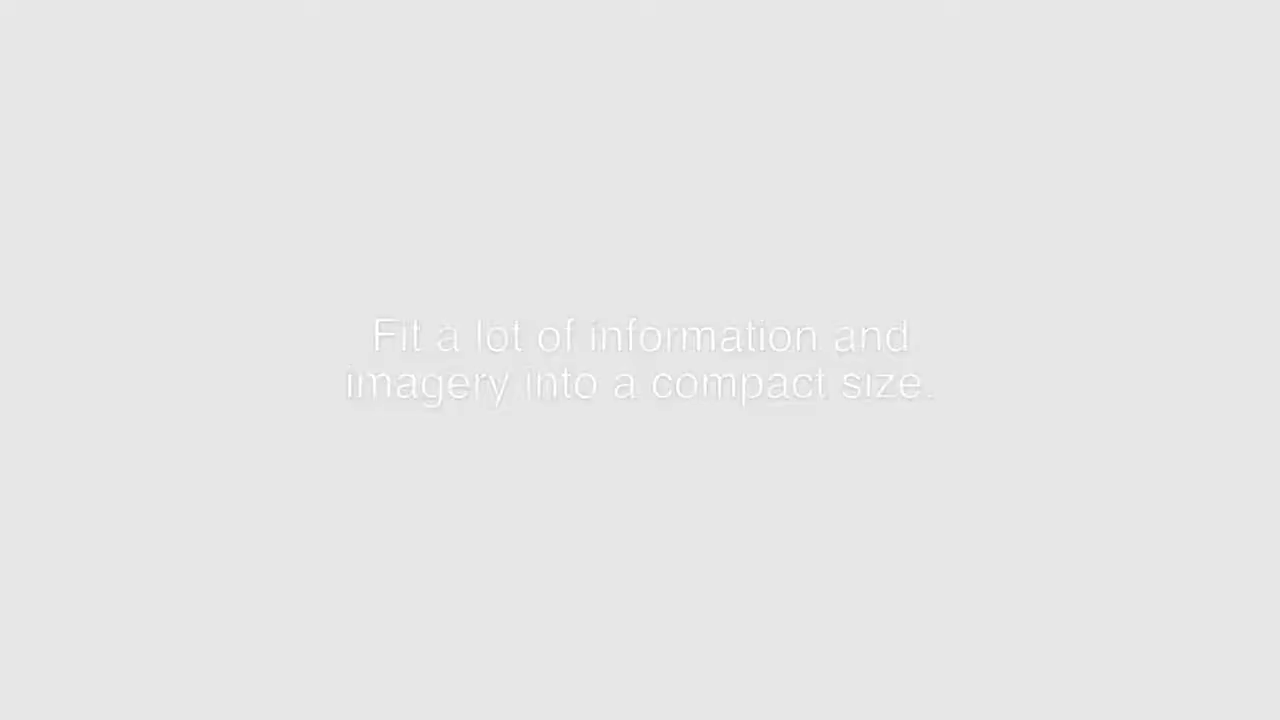 Fit a lot of information and
imagery into a compact size.